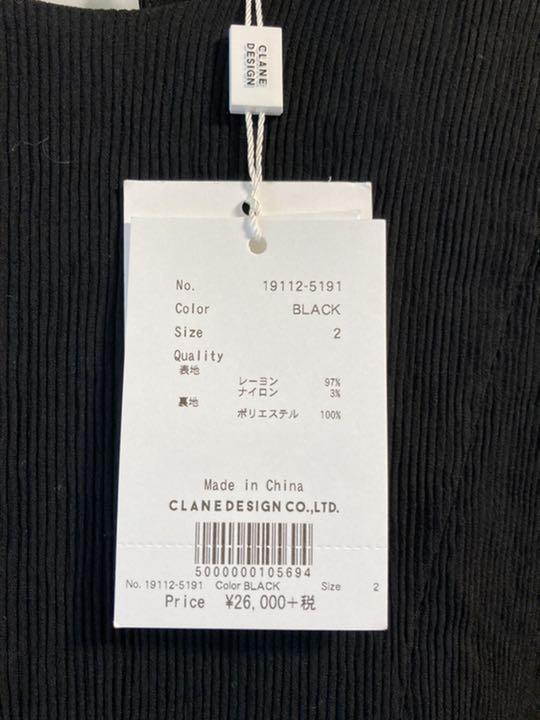 CLANE
DESIGN
No. 19112-5191
Color BLACK
Size 2
Quality
表地
レーヨン 97%
ナイロン 3%
裏地
ポリエステル 100%
Made in China
CLANEDESIGN CO.,LTD.
5000000105694
No. 19112-5191 Color BLACK Size 2
Price ¥26,000+税